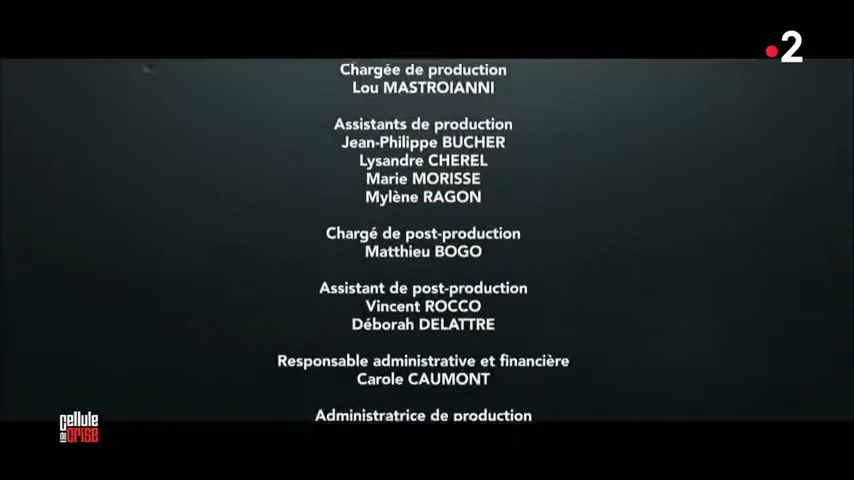 2
Chargée de production
Lou MASTROIANNI
Assistants de production
Jean-Philippe BUCHER
Lysandre CHEREL
Marie MORISSE
Mylène RAGON
Chargé de post-production
Matthieu BOGO
Assistant de post-production
Vincent ROCCO
Déborah DELATTRE
Responsable administrative et financière
Carole CAUMONT
Administratrice de production
cellule
de crise